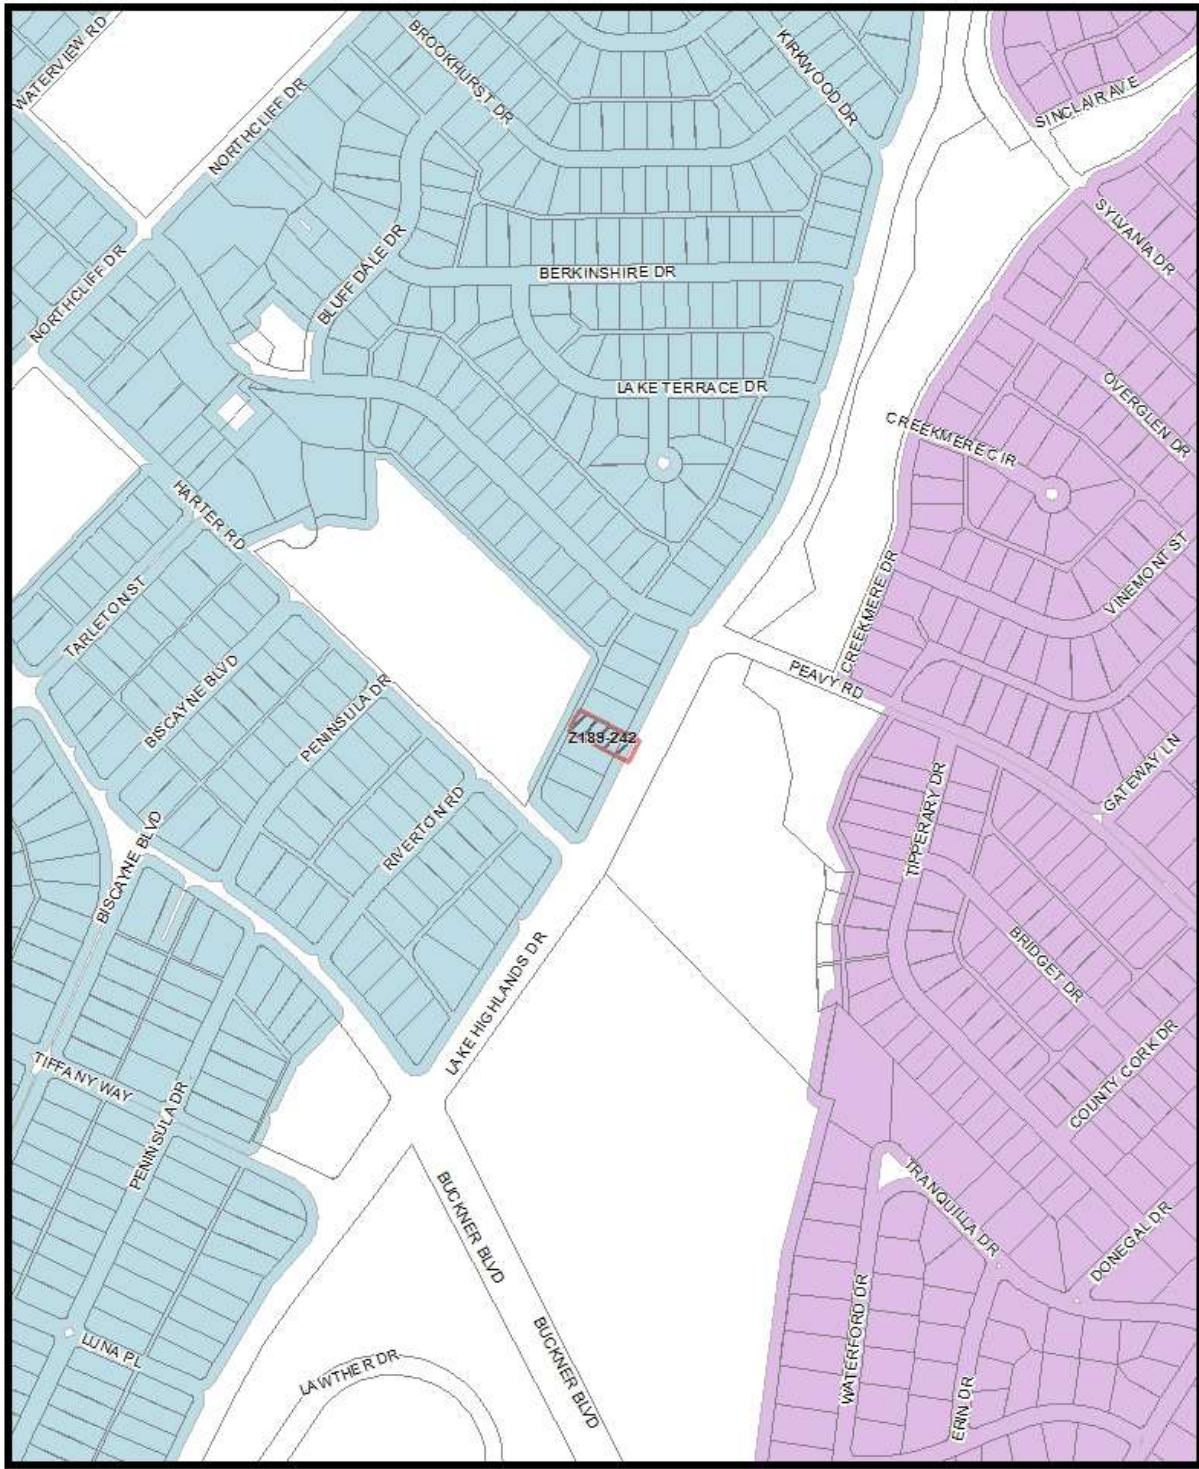 WATERVIEW RD
BROOKHURST DR
KIRKWOOD DR
NORTHCLIFF DR
SINCLAIR AVE
SYLVANIA DR
NORTHCLIFF DR
BLUFF DALE DR
BERKINSHIRE DR
LAKE TERRACE DR
OVERGLEN DR
CREEKMERE CIR
HARTER RD
VINEMONT ST
TARLETON ST
CREEKMERE DR
BISCAYNE BLVD
PENINSULA DR
PEAVY RD
Z189-242
GATEWAY LN
TIPPERARY DR
RIVERTON RD
BISCAYNE BLVD
BRIDGET DR
LAKE HIGHLANDS DR
COUNTY CORK DR
TIFFANY WAY
PENINSULA DR
TRANQUILLA DR
BUCKNER BLVD
DONEGAL DR
WATERFORD DR
BUCKNER BLVD
LUNA PL
LAWTHER DR
ERIN DR